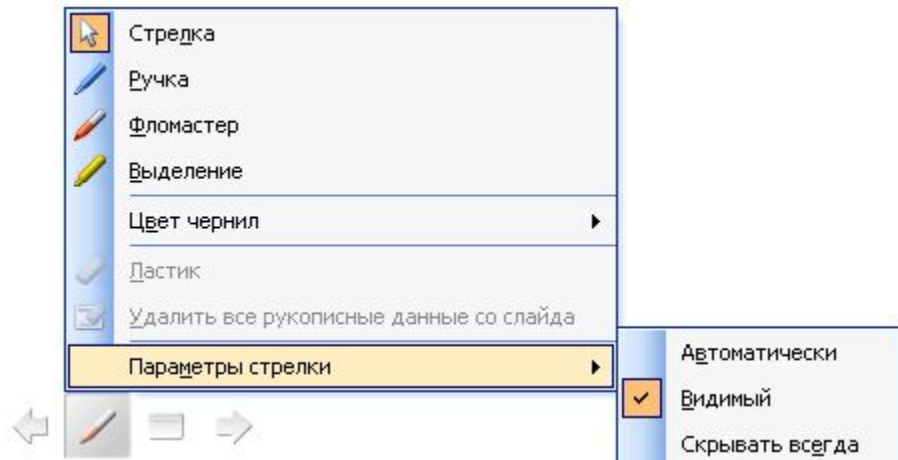 Стрелка
Ручка
Фломастер
Выделение
Цвет чернил
Ластик
Удалить все рукописные данные со слайда
Параметры стрелки
Автоматически
Видимый
Скрывать всегда